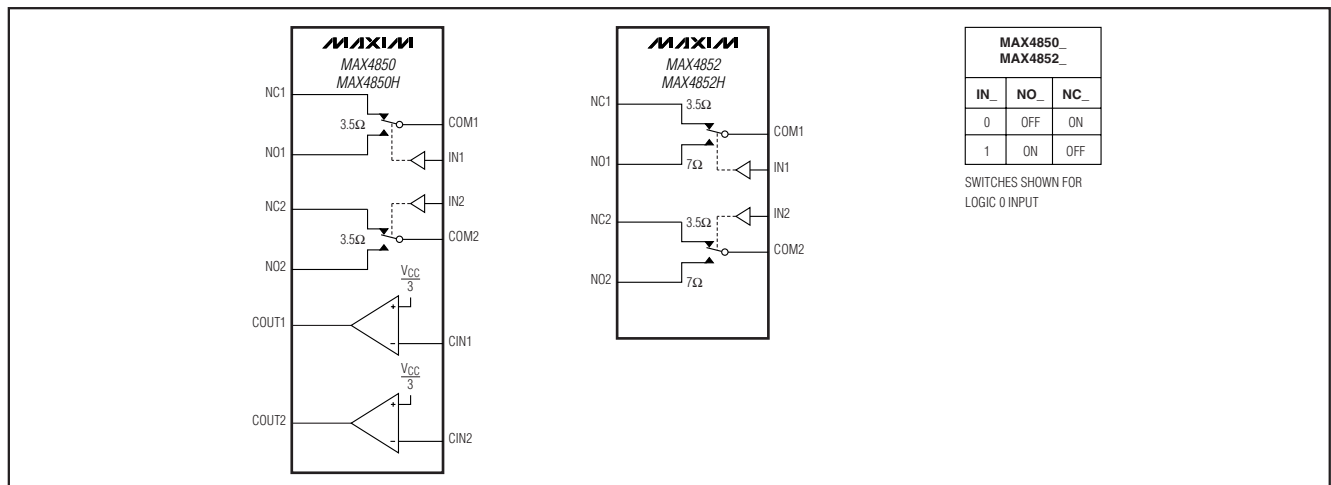 MAXIM
MAX4850
MAX4850H
NC1
3.5Ω
COM1
NO1
IN1
NC2
IN2
3.5Ω
COM2
NO2
VCC
3
COUT1
+
−
CIN1
VCC
3
COUT2
+
−
CIN2
MAXIM
MAX4852
MAX4852H
NC1
3.5Ω
COM1
NO1
7Ω
IN1
NC2
3.5Ω
IN2
COM2
NO2
7Ω
MAX4850_
MAX4852_
IN_ NO_ NC_
0 OFF ON
1 ON OFF
SWITCHES SHOWN FOR
LOGIC 0 INPUT